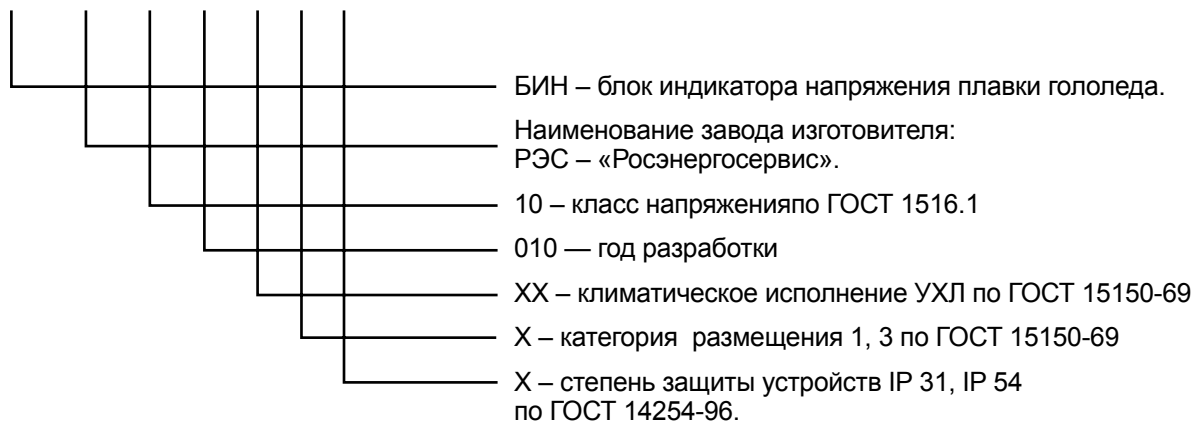 БИН – блок индикатора напряжения плавки гололеда.
Наименование завода изготовителя:
РЭС – «Росэнергосервис».
10 – класс напряженияпо ГОСТ 1516.1
010 — год разработки
ХХ – климатическое исполнение УХЛ по ГОСТ 15150-69
Х – категория размещения 1, 3 по ГОСТ 15150-69
Х – степень защиты устройств IP 31, IP 54
по ГОСТ 14254-96.